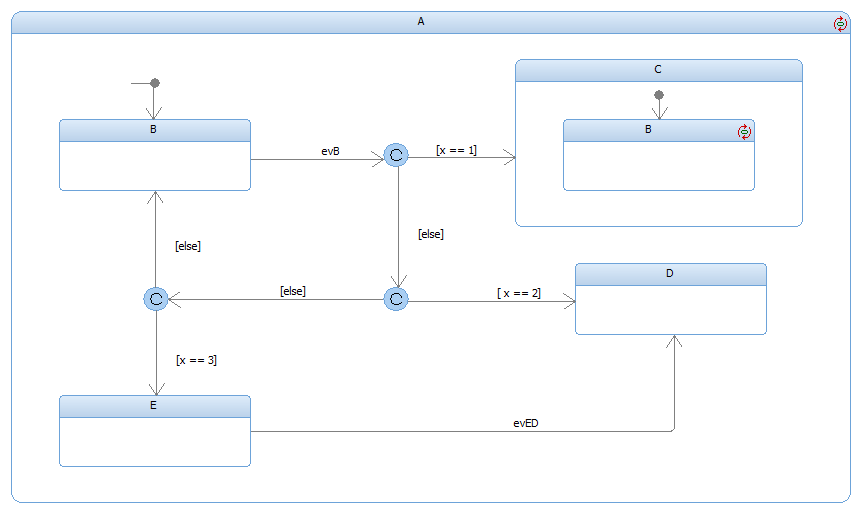 A
C
B
B
evB
C
[x == 1]
[else]
[else]
D
C
[else]
C
[ x == 2]
[x == 3]
E
evED